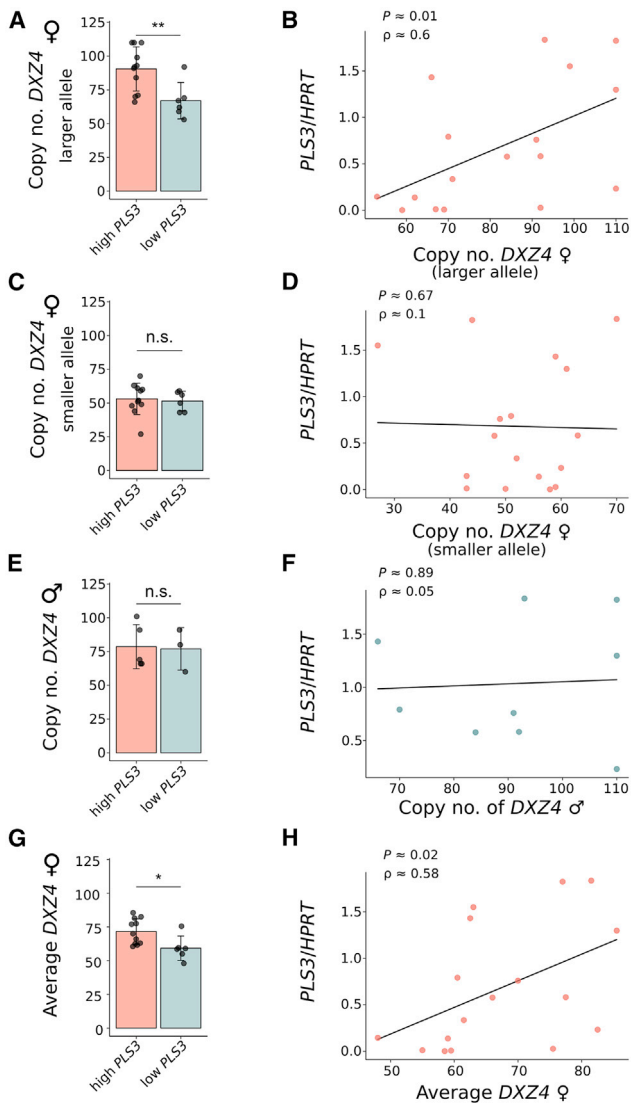 A
♀
Copy no. DXZ4
larger allele
125
100
75
50
25
0
**
high PLS3
low PLS3
B
P ≈ 0.01
ρ ≈ 0.6
PLS3/HPRT
1.5
1.0
0.5
0.0
60 70 80 90 100 110
Copy no. DXZ4 ♀
(larger allele)
C
♀
Copy no. DXZ4
smaller allele
125
100
75
50
25
0
n.s.
high PLS3
low PLS3
D
P ≈ 0.67
ρ ≈ 0.1
PLS3/HPRT
1.5
1.0
0.5
0.0
30 40 50 60 70
Copy no. DXZ4 ♀
(smaller allele)
E
Copy no. DXZ4 ♂
125
100
75
50
25
0
n.s.
high PLS3
low PLS3
F
P ≈ 0.89
ρ ≈ 0.05
PLS3/HPRT
1.5
1.0
0.5
70 80 90 100 110
Copy no. of DXZ4 ♂
G
Average DXZ4 ♀
125
100
75
50
25
0
*
high PLS3
low PLS3
H
P ≈ 0.02
ρ ≈ 0.58
PLS3/HPRT
1.5
1.0
0.5
0.0
50 60 70 80
Average DXZ4 ♀